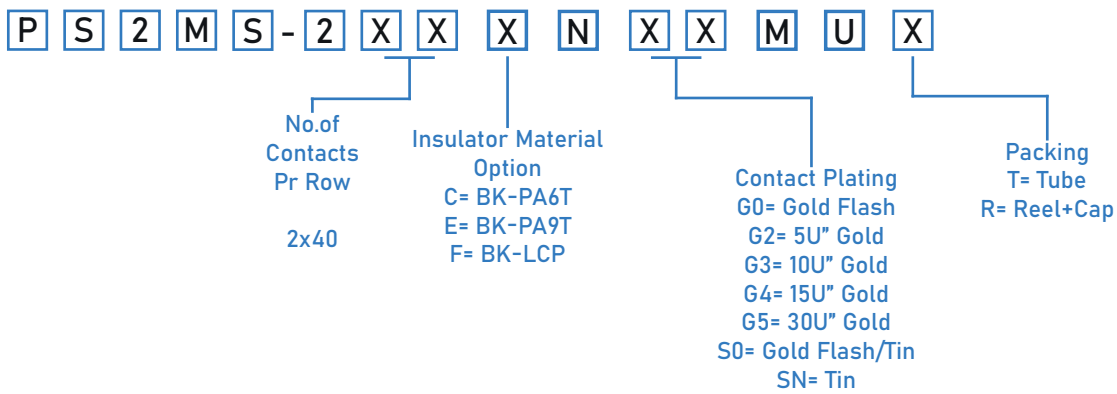 P S 2 M S - 2 X X X N X X M U X
No.of
Contacts
Pr Row
2x40
Insulator Material
Option
C= BK-PA6T
E= BK-PA9T
F= BK-LCP
Contact Plating
G0= Gold Flash
G2= 5U" Gold
G3= 10U" Gold
G4= 15U" Gold
G5= 30U" Gold
S0= Gold Flash/Tin
SN= Tin
Packing
T= Tube
R= Reel+Cap